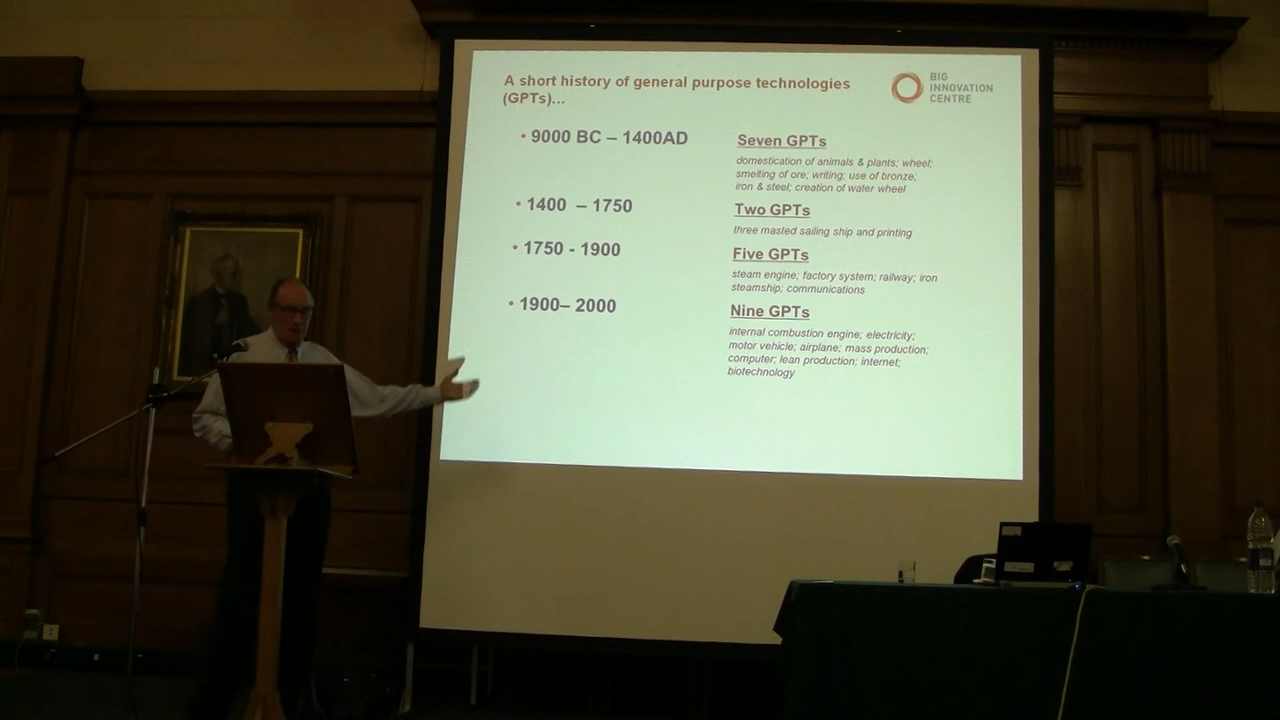 A short history of general purpose technologies
(GPTs)...
BIG
INNOVATION
CENTRE
• 9000 BC – 1400AD
Seven GPTs
domestication of animals & plants; wheel;
smelting of ore; writing; use of bronze;
iron & steel; creation of water wheel
• 1400 – 1750
Two GPTs
three masted sailing ship and printing
• 1750 - 1900
Five GPTs
steam engine; factory system; railway; iron
steamship; communications
• 1900– 2000
Nine GPTs
internal combustion engine; electricity;
motor vehicle; airplane; mass production;
computer; lean production; internet;
biotechnology